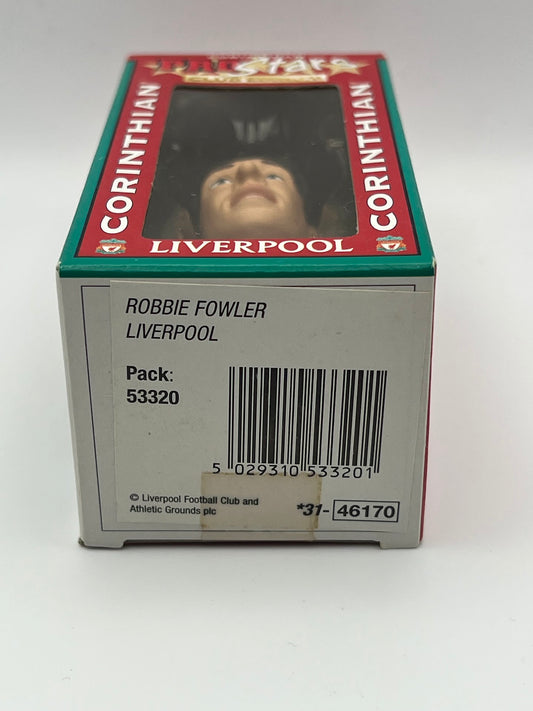 CORINTHIAN
CORINTHIAN
LIVERPOOL
ROBBIE FOWLER
LIVERPOOL
Pack:
53320
5 029310 533201
© Liverpool Football Club and
Athletic Grounds plc
*31- 46170